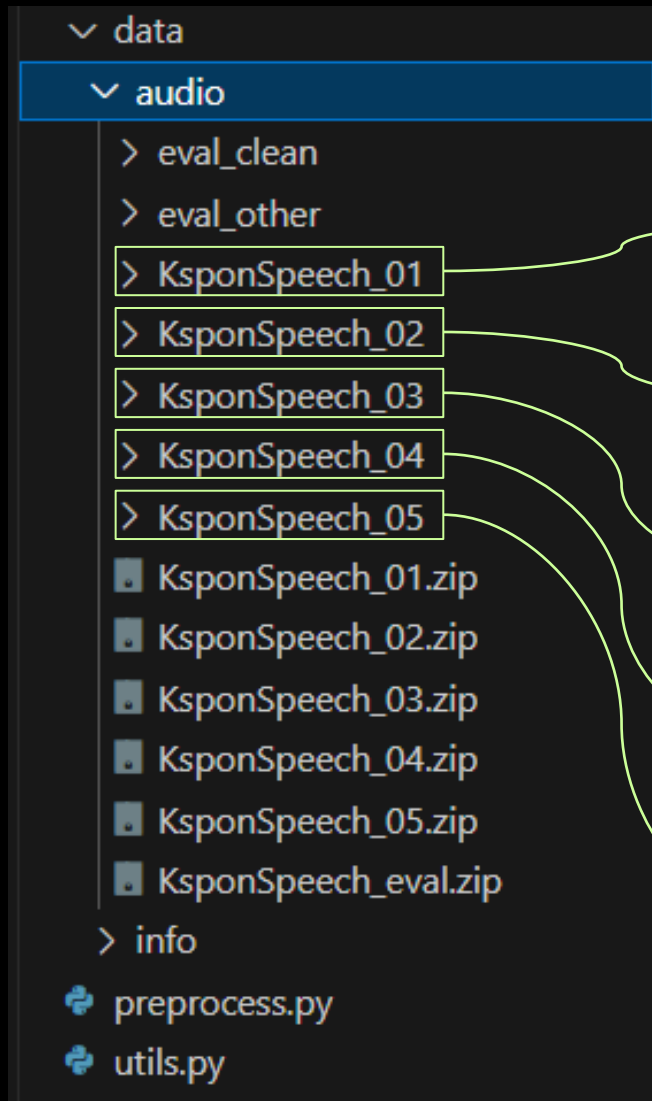 data
audio
eval_clean
eval_other
KsponSpeech_01
KsponSpeech_02
KsponSpeech_03
KsponSpeech_04
KsponSpeech_05
KsponSpeech_01.zip
KsponSpeech_02.zip
KsponSpeech_03.zip
KsponSpeech_04.zip
KsponSpeech_05.zip
KsponSpeech_eval.zip
info
preprocess.py
utils.py